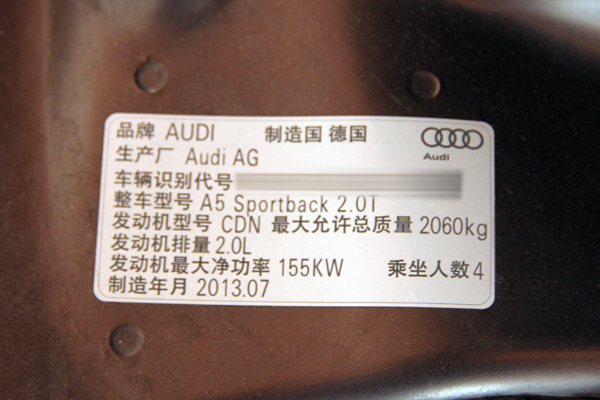 品牌 AUDI 制造国 德国
Audi
生产厂 Audi AG
车辆识别代号
整车型号 A5 Sportback 2.0T
发动机型号 CDN 最大允许总质量 2060kg
发动机排量 2.0L
发动机最大净功率 155KW 乘坐人数 4
制造年月 2013.07